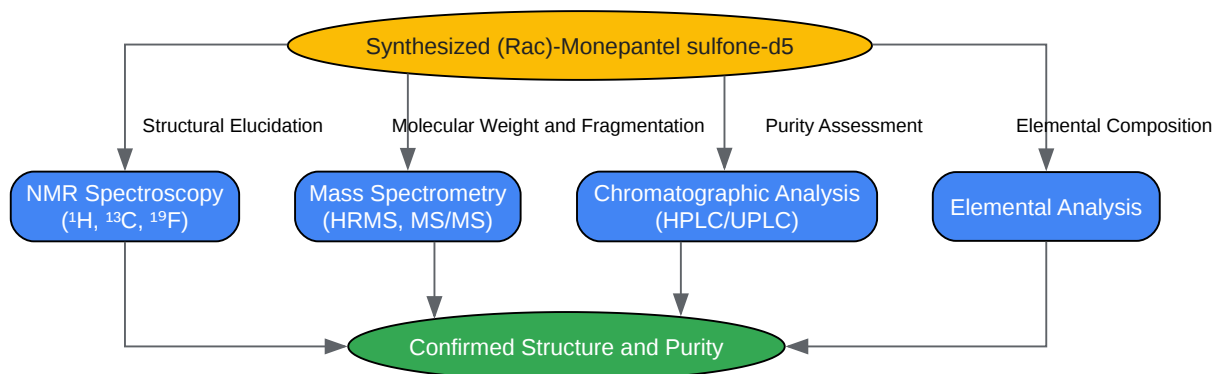 Synthesized (Rac)-Monepantel sulfone-d5
Structural Elucidation
Molecular Weight and Fragmentation
Purity Assessment
Elemental Composition
NMR Spectroscopy
(¹H, ¹³C, ¹⁹F)
Mass Spectrometry
(HRMS, MS/MS)
Chromatographic Analysis
(HPLC/UPLC)
Elemental Analysis
Confirmed Structure and Purity